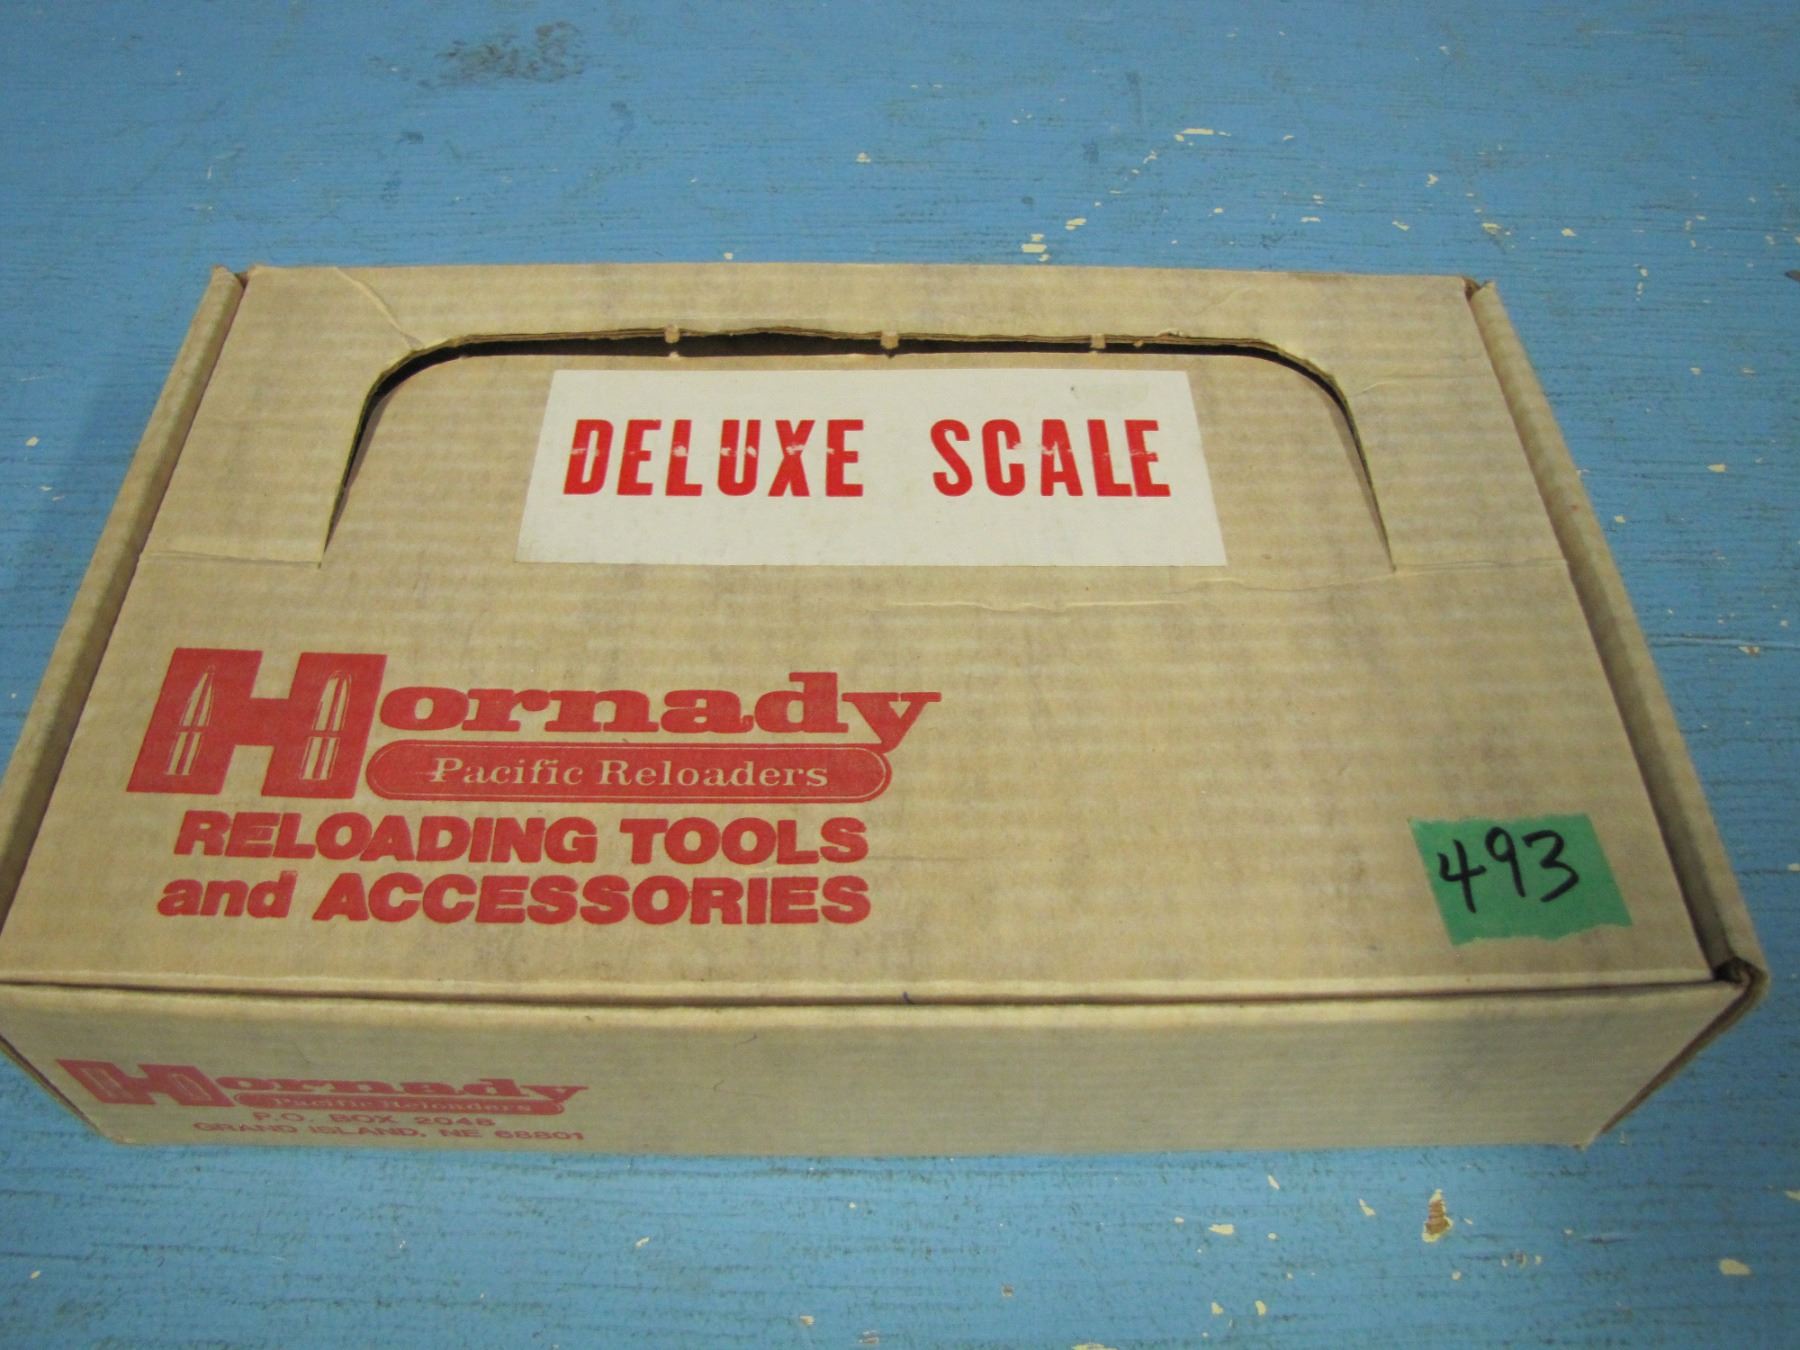 DELUXE SCALE
Hornady
Pacific Reloaders
RELOADING TOOLS
and ACCESSORIES
493
Hornady
Pacific Reloaders
P.O. BOX 2048
GRAND ISLAND, NE 68801